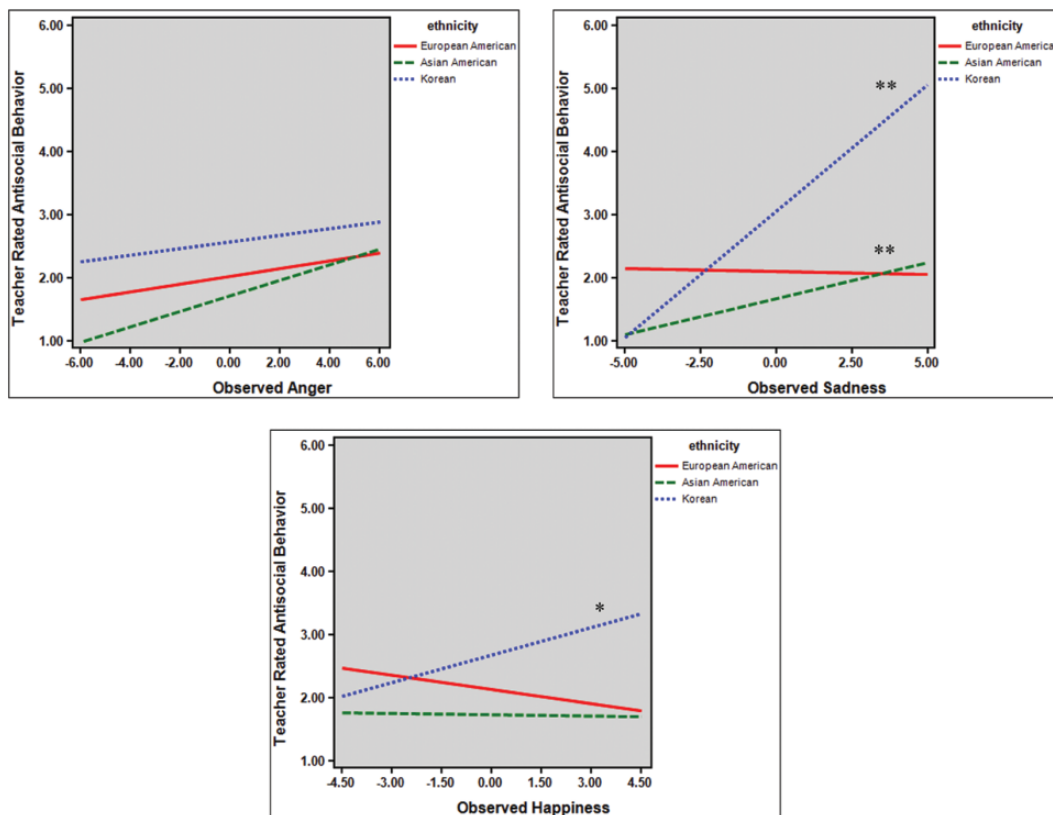 6.00
5.00
4.00
3.00
2.00
1.00
Teacher Rated Antisocial Behavior
-6.00 -4.00 -2.00 0.00 2.00 4.00 6.00
Observed Anger
ethnicity
European American
Asian American
Korean
6.00
5.00
4.00
3.00
2.00
1.00
Teacher Rated Antisocial Behavior
**
**
-5.00 -2.50 0.00 2.50 5.00
Observed Sadness
ethnicity
European American
Asian American
Korean
6.00
5.00
4.00
3.00
2.00
1.00
Teacher Rated Antisocial Behavior
*
-4.50 -3.00 -1.50 0.00 1.50 3.00 4.50
Observed Happiness
ethnicity
European American
Asian American
Korean